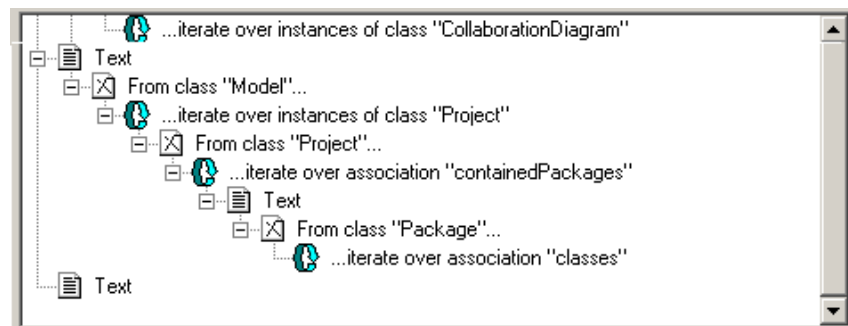 ...iterate over instances of class "CollaborationDiagram"
Text
From class "Model"...
...iterate over instances of class "Project"
From class "Project"...
...iterate over association "containedPackages"
Text
From class "Package"...
...iterate over association "classes"
Text